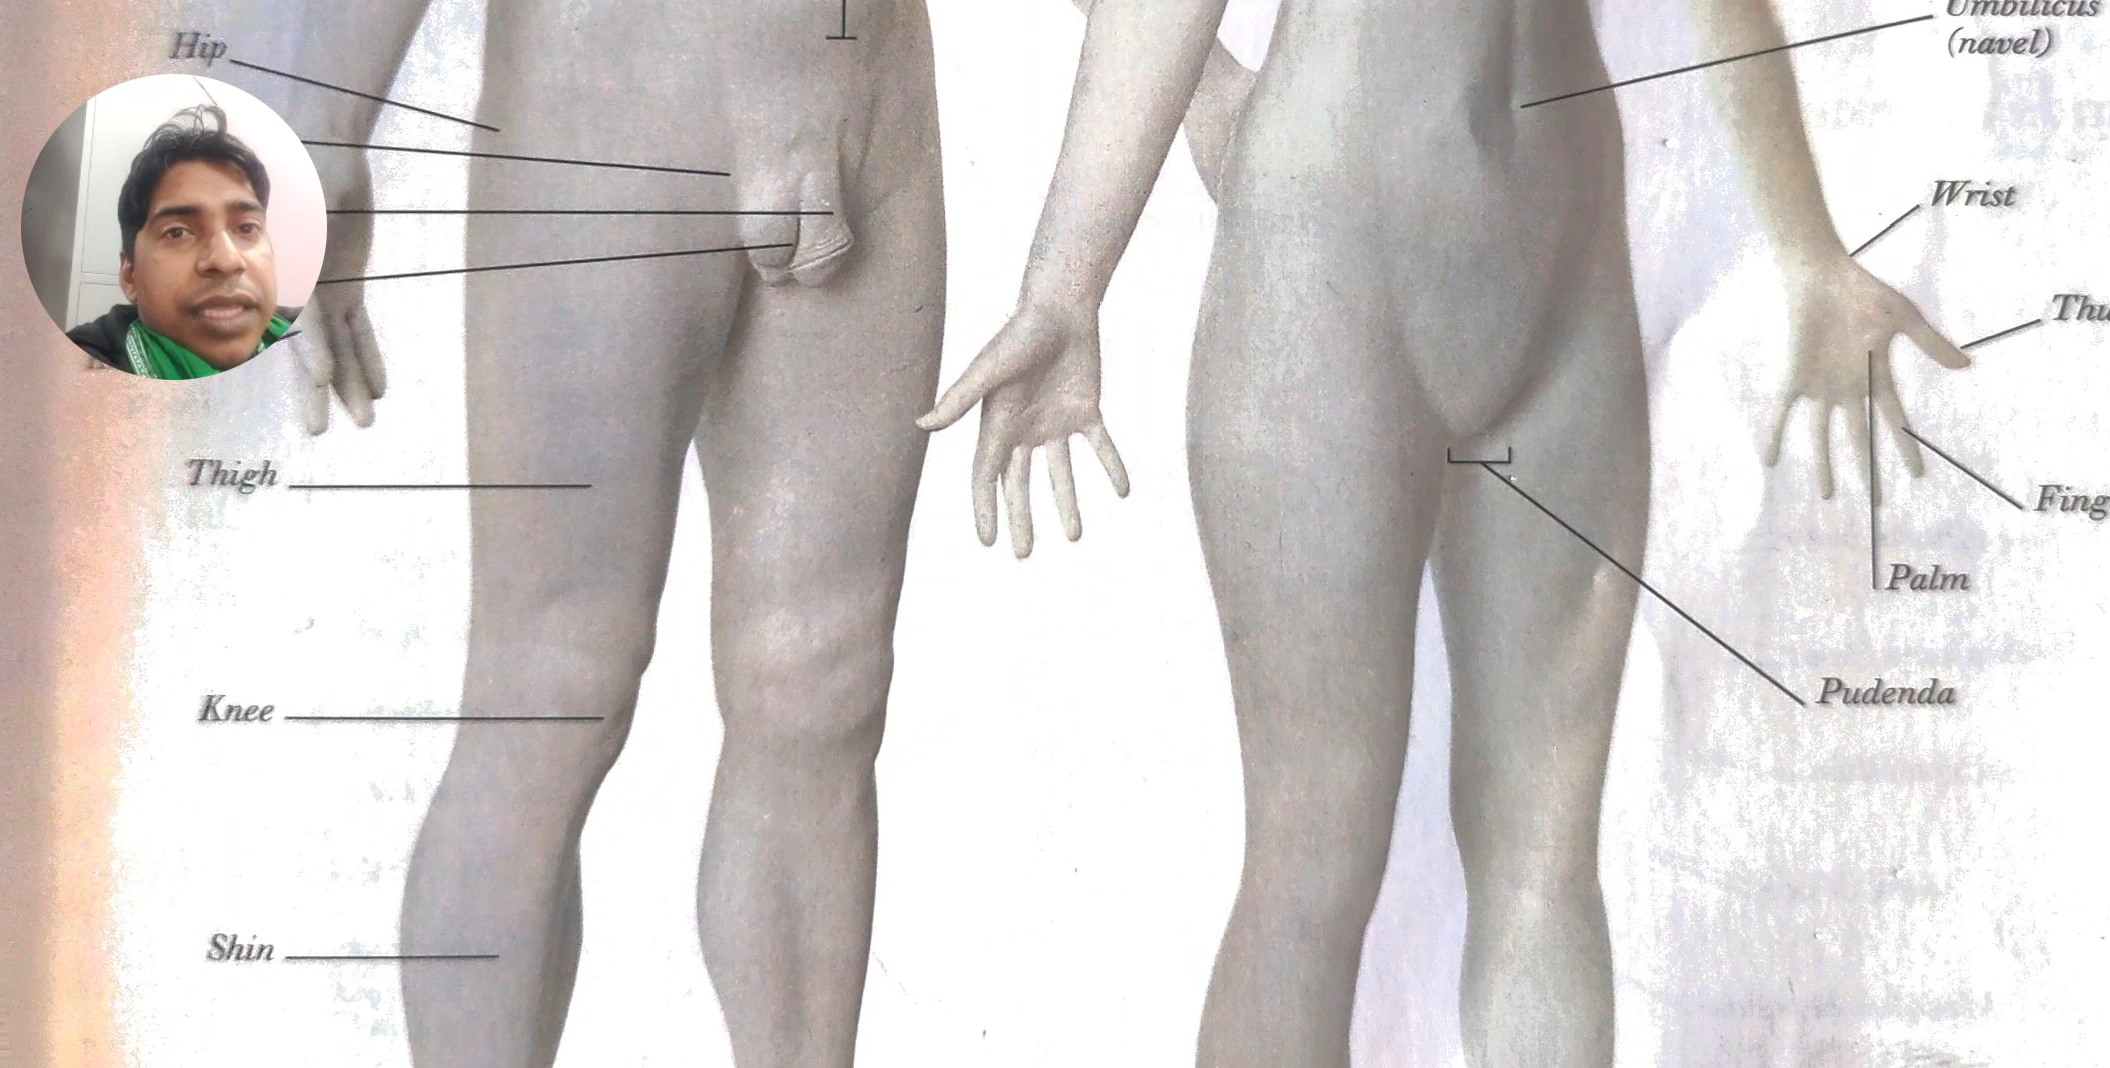 Hip
Umbilicus
(navel)
Wrist
Thu
Thigh
Fing
Palm
Pudenda
Knee
Shin